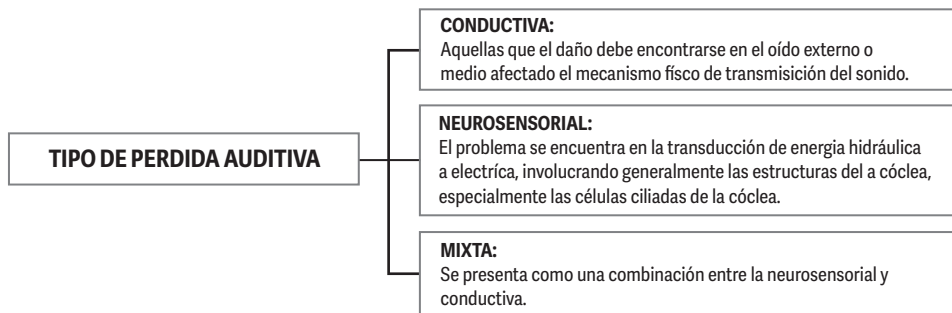 TIPO DE PERDIDA AUDITIVA
CONDUCTIVA:
Aquellas que el daño debe encontrarse en el oído externo o
medio afectado el mecanismo físco de transmisición del sonido.
NEUROSENSORIAL:
El problema se encuentra en la transducción de energia hidráulica
a electríca, involucrando generalmente las estructuras del a cóclea,
especialmente las células ciliadas de la cóclea.
MIXTA:
Se presenta como una combinación entre la neurosensorial y
conductiva.